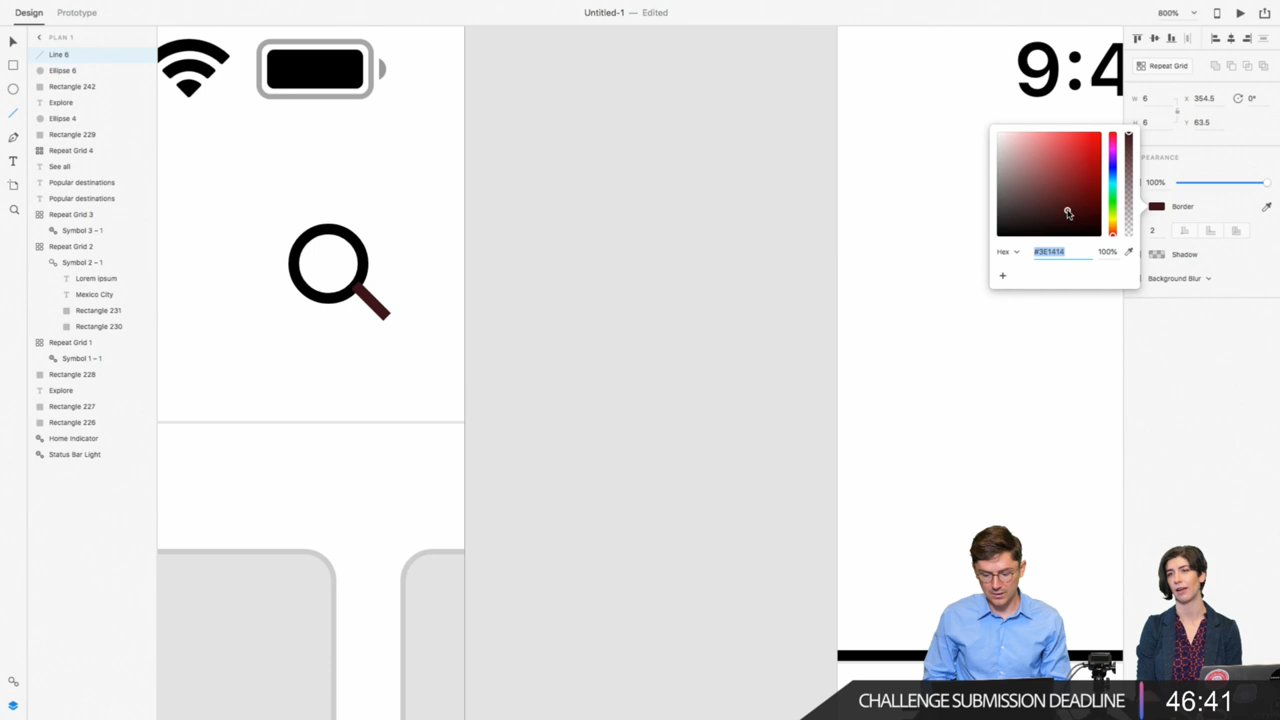 Design Prototype Untitled-1 — Edited 800%
PLAN 1
Line 6
Ellipse 6
Rectangle 242
Explore
Ellipse 4
Rectangle 229
Repeat Grid 4
See all
Popular destinations
Popular destinations
Repeat Grid 3
Symbol 3 – 1
Repeat Grid 2
Symbol 2 – 1
Lorem ipsum
Mexico City
Rectangle 231
Rectangle 230
Repeat Grid 1
Symbol 1 – 1
Rectangle 228
Explore
Rectangle 227
Rectangle 226
Home Indicator
Status Bar Light
9:4
Hex #3E1414 100%
Repeat Grid
W 6 X 354.5 0°
H 6 Y 63.5
PEARANCE
100%
Border
2
Shadow
Background Blur
CHALLENGE SUBMISSION DEADLINE 46:41